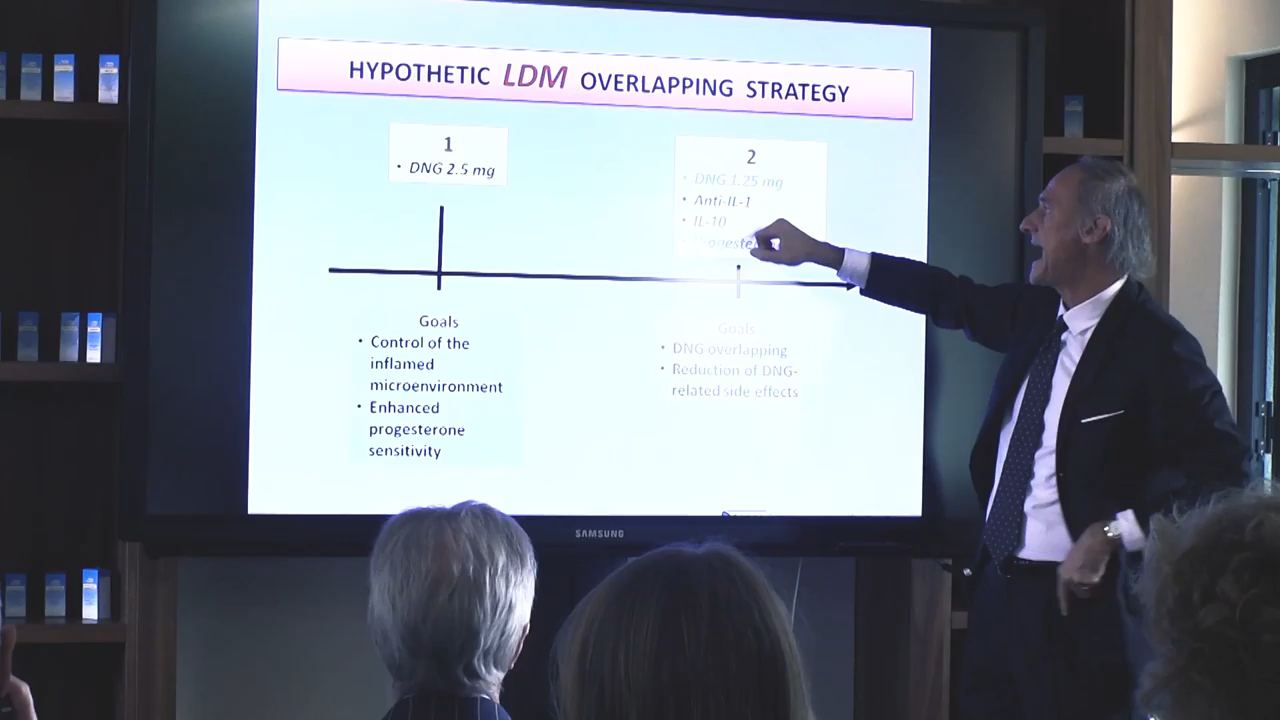 HYPOTHETIC LDM OVERLAPPING STRATEGY
1
• DNG 2.5 mg
2
• DNG 1.25 mg
• Anti-IL-1
• IL-10
Goals
• Control of the
inflamed
microenvironment
• Enhanced
progesterone
sensitivity
Goals
• DNG overlapping
• Reduction of DNG-
related side effects
SAMSUNG